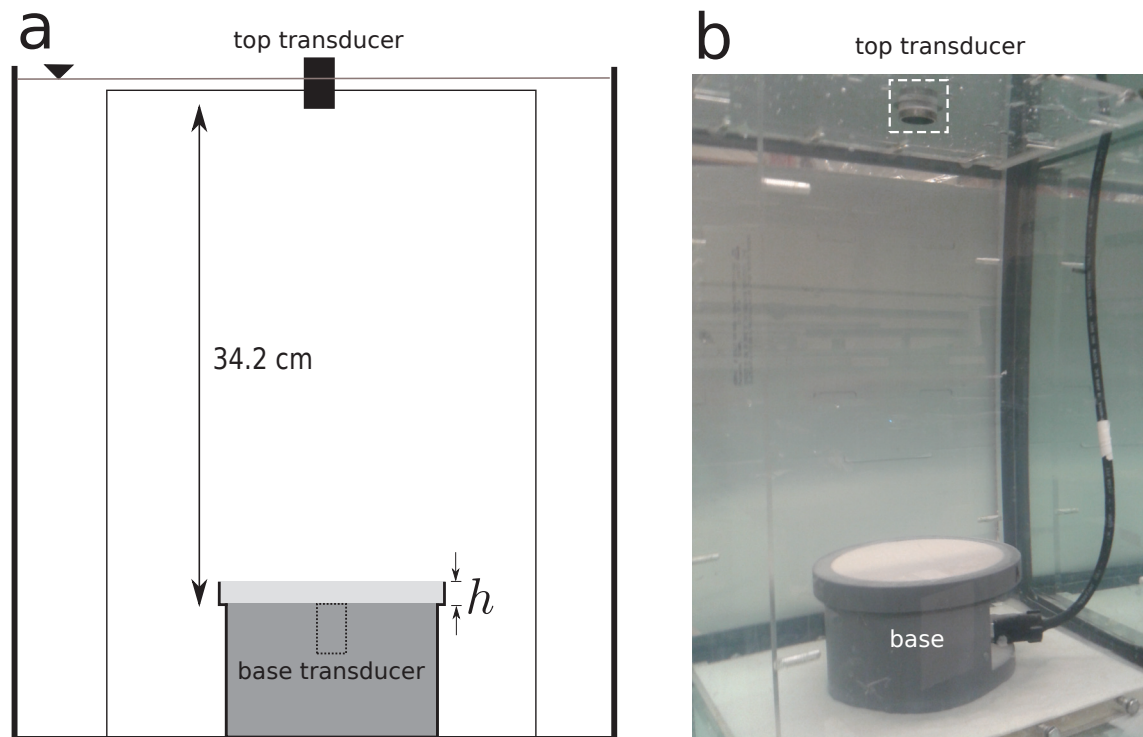 a
top transducer
34.2 cm
h
base transducer
b
top transducer
base